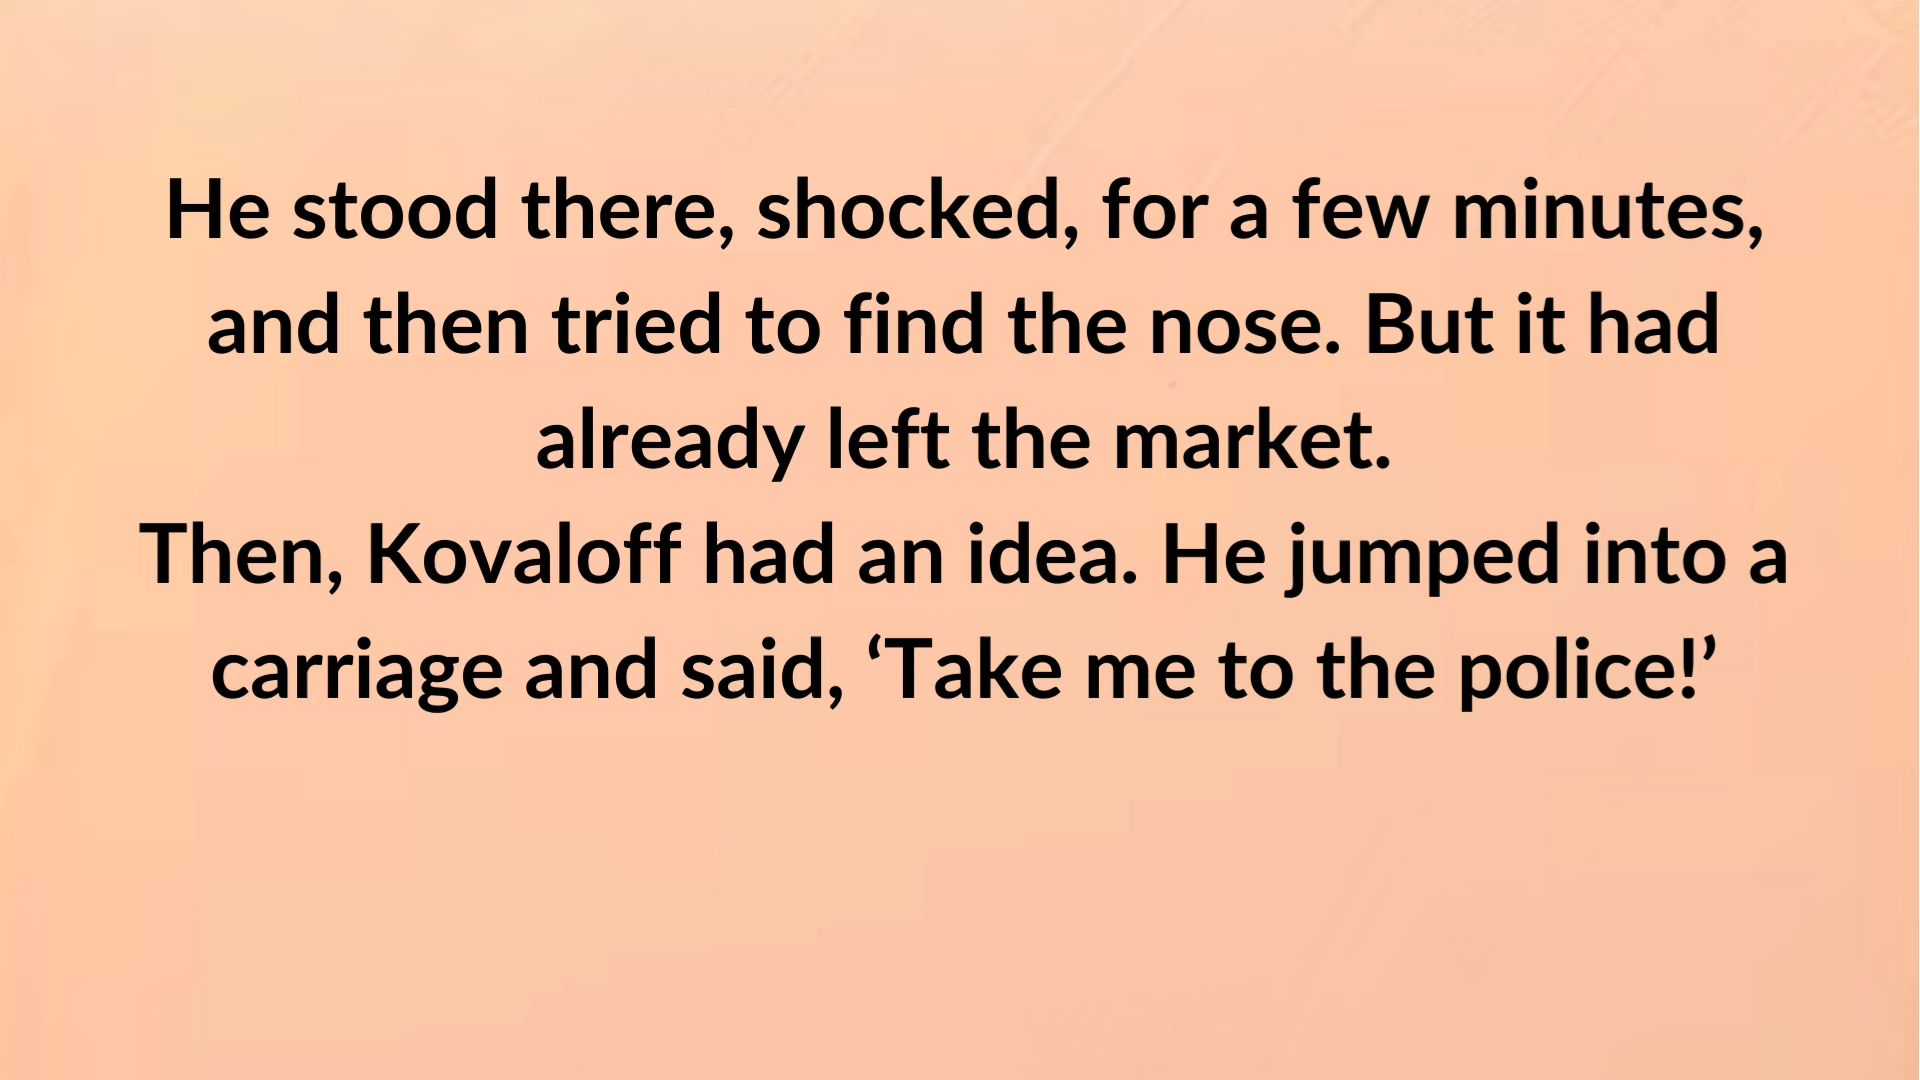 He stood there, shocked, for a few minutes,
and then tried to find the nose. But it had
already left the market.
Then, Kovaloff had an idea. He jumped into a
carriage and said, ‘Take me to the police!’